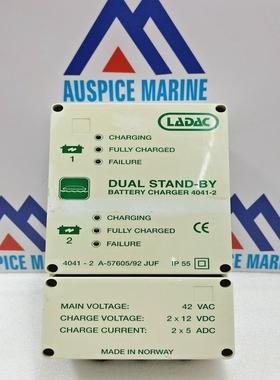 AUSPICE MARINE
LADAC
CHARGING
1
FULLY CHARGED
FAILURE
DUAL STAND-BY
BATTERY CHARGER 4041-2
CHARGING
2
FULLY CHARGED
FAILURE
4041 - 2 A-57605/92 JUF IP 55
MAIN VOLTAGE: 42 VAC
CHARGE VOLTAGE: 2 x 12 VDC
CHARGE CURRENT: 2 x 5 ADC
MADE IN NORWAY